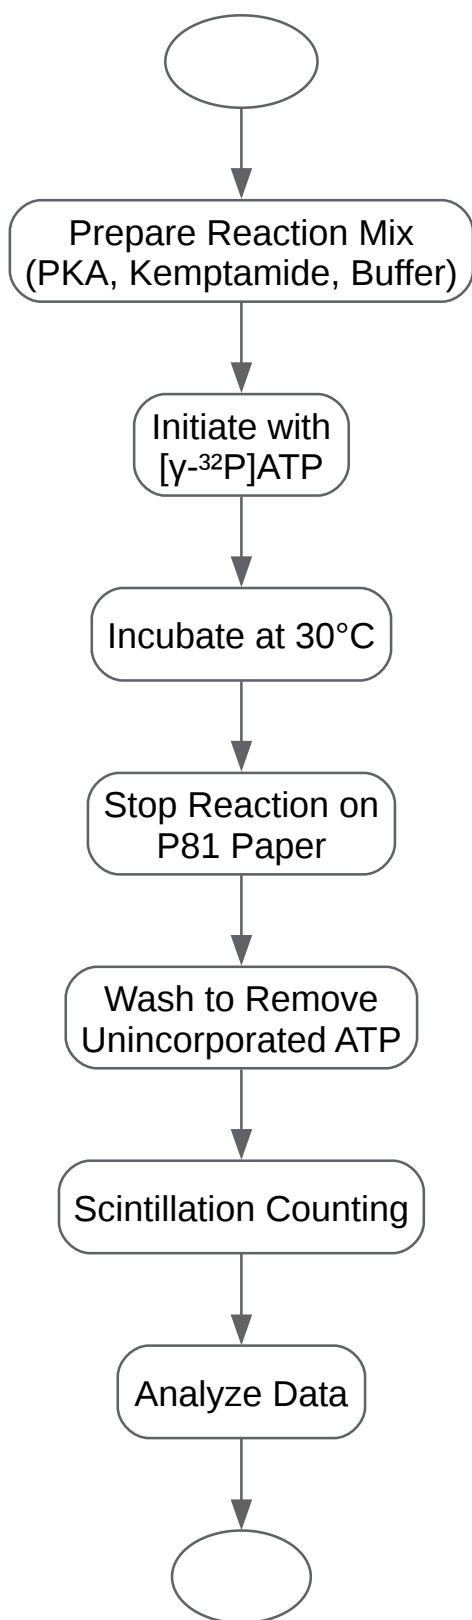 Prepare Reaction Mix
(PKA, Kemptamide, Buffer)
Initiate with
[γ-³²P]ATP
Incubate at 30°C
Stop Reaction on
P81 Paper
Wash to Remove
Unincorporated ATP
Scintillation Counting
Analyze Data